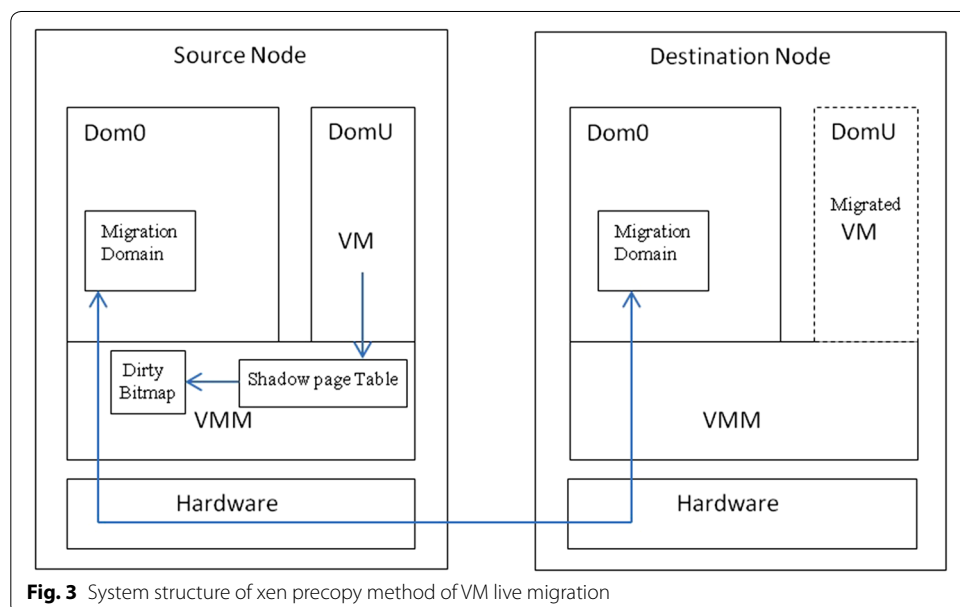 Source Node
Dom0
DomU
Migration
Domain
VM
Dirty
Bitmap
Shadow page Table
VMM
Hardware
Destination Node
Dom0
DomU
Migration
Domain
Migrated
VM
VMM
Hardware
Fig. 3 System structure of xen precopy method of VM live migration